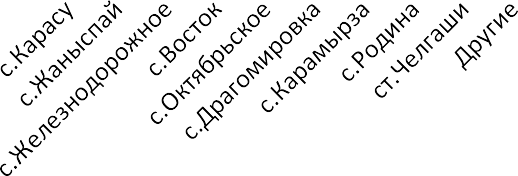 с. Карасу
с. Жаныспай
с.Железнодорожное
с. Восток
с. Октябрьское
с. Драгомировка
с. Карамырза
с. Родина
ст. Челгаши
Другие